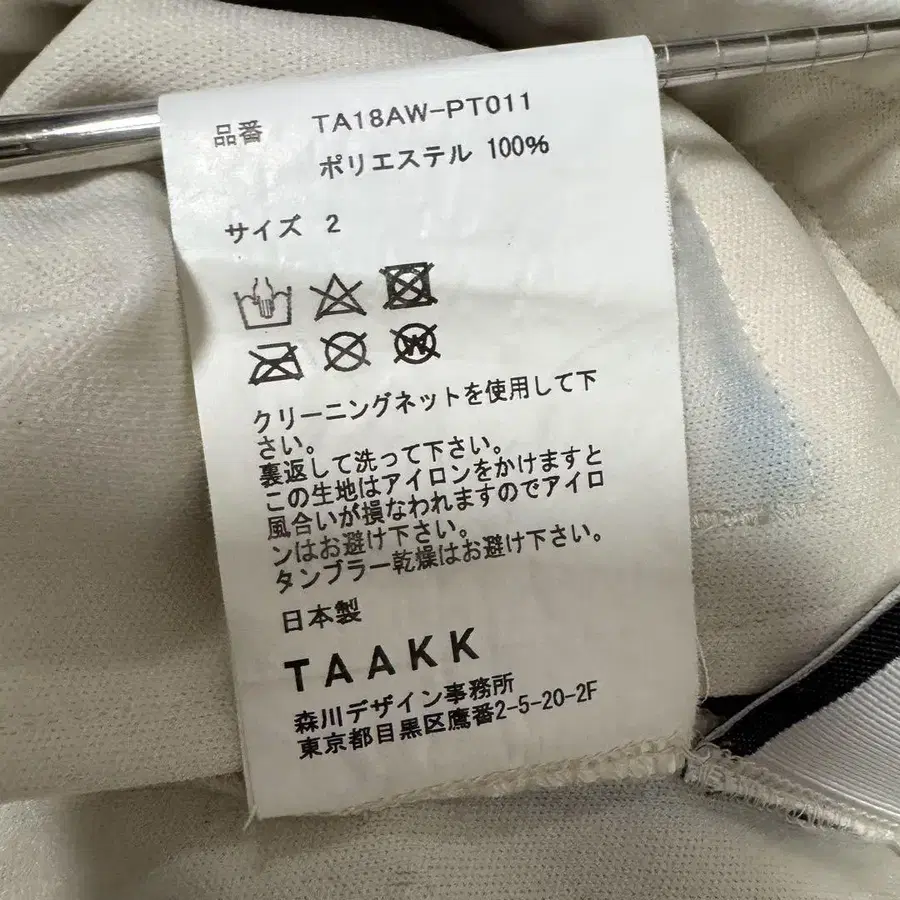 品番 TA18AW-PT011
ポリエステル 100%
サイズ 2
W
クリーニングネットを使用して下
さい。
裏返して洗って下さい。
この生地はアイロンをかけますと
風合いが損なわれますのでアイロ
ンはお避け下さい。
タンブラー乾燥はお避け下さい。
日本製
TAAKK
森川デザイン事務所
東京都目黒区鷹番2-5-20-2F